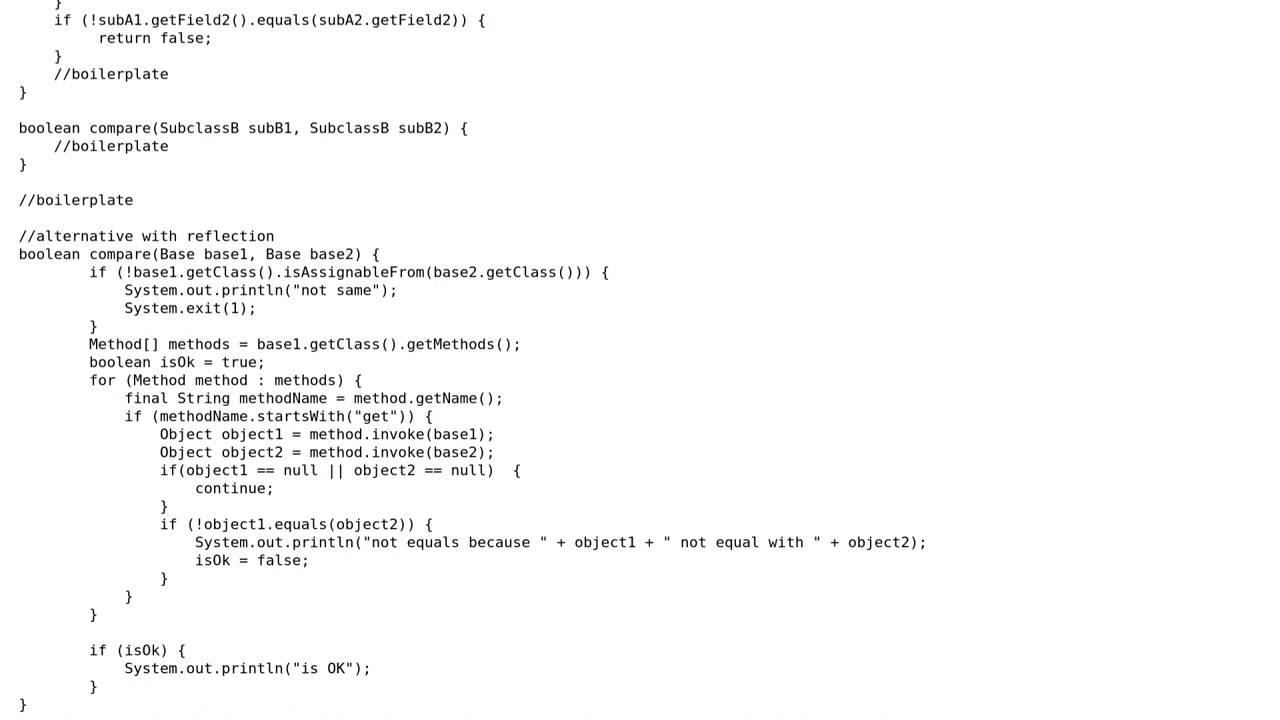 }
    if (!subA1.getField2().equals(subA2.getField2)) {
         return false;
    }
    //boilerplate
}

boolean compare(SubclassB subB1, SubclassB subB2) {
    //boilerplate
}

//boilerplate

//alternative with reflection
boolean compare(Base base1, Base base2) {
        if (!base1.getClass().isAssignableFrom(base2.getClass())) {
            System.out.println("not same");
            System.exit(1);
        }
        Method[] methods = base1.getClass().getMethods();
        boolean isOk = true;
        for (Method method : methods) {
            final String methodName = method.getName();
            if (methodName.startsWith("get")) {
                Object object1 = method.invoke(base1);
                Object object2 = method.invoke(base2);
                if(object1 == null || object2 == null)  {
                    continue;
                }
                if (!object1.equals(object2)) {
                    System.out.println("not equals because " + object1 + " not equal with " + object2);
                    isOk = false;
                }
            }
        }

        if (isOk) {
            System.out.println("is OK");
        }
}